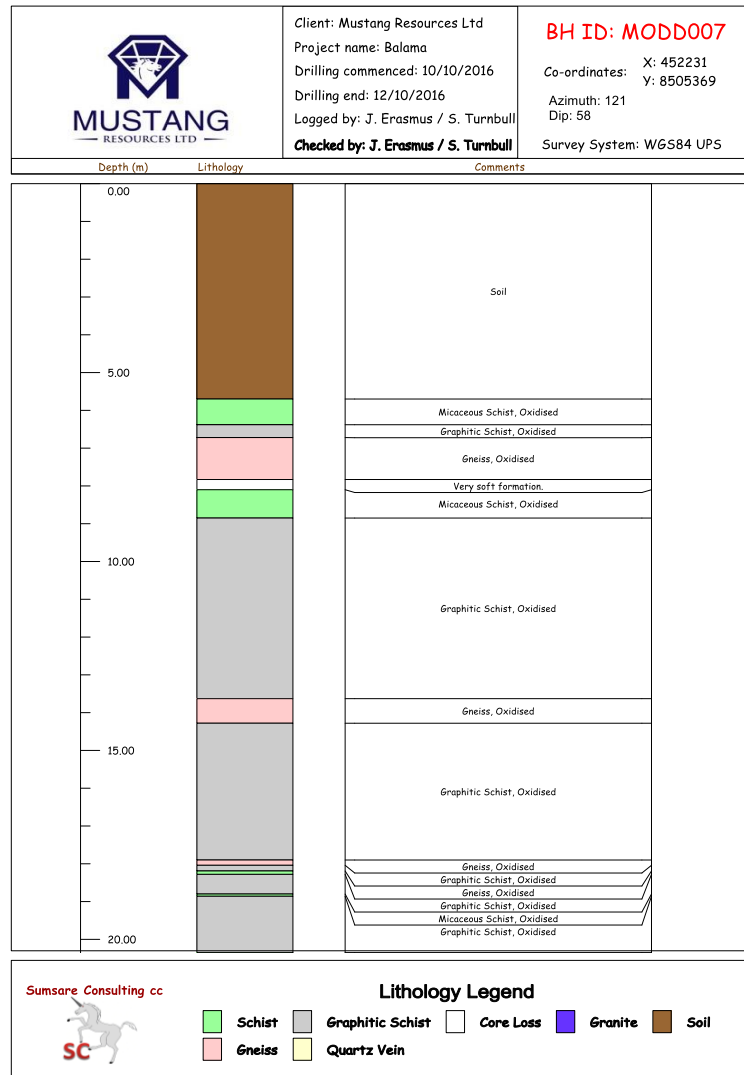 MUSTANG
RESOURCES LTD
Client: Mustang Resources Ltd
Project name: Balama
Drilling commenced: 10/10/2016
Drilling end: 12/10/2016
Logged by: J. Erasmus / S. Turnbull
Checked by: J. Erasmus / S. Turnbull
BH ID: MODD007
Co-ordinates: X: 452231
Y: 8505369
Azimuth: 121
Dip: 58
Survey System: WGS84 UPS
Depth (m) Lithology Comments
0.00
Soil
5.00
Micaceous Schist, Oxidised
Graphitic Schist, Oxidised
Gneiss, Oxidised
Very soft formation.
Micaceous Schist, Oxidised
10.00
Graphitic Schist, Oxidised
Gneiss, Oxidised
15.00
Graphitic Schist, Oxidised
Gneiss, Oxidised
Graphitic Schist, Oxidised
Gneiss, Oxidised
Graphitic Schist, Oxidised
Micaceous Schist, Oxidised
Graphitic Schist, Oxidised
20.00
Sumsare Consulting cc
SC
Lithology Legend
Schist Graphitic Schist Core Loss Granite Soil
Gneiss Quartz Vein